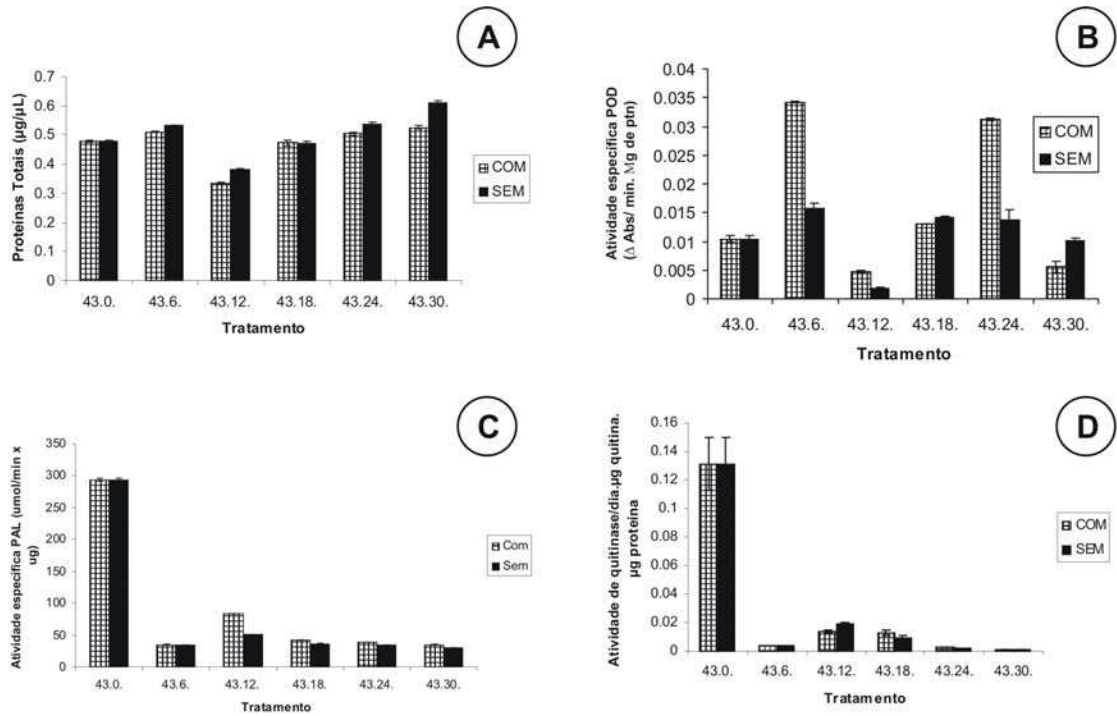 A
0.7
0.6
0.5
0.4
0.3
0.2
0.1
0
Proteínas Totais (µg/µL)
COM
SEM
43.0. 43.6. 43.12. 43.18. 43.24. 43.30.
Tratamento
B
0.04
0.035
0.03
0.025
0.02
0.015
0.01
0.005
0
Atividade específica POD
(Δ Abs/ min. Mg de ptn)
COM
SEM
43.0. 43.6. 43.12. 43.18. 43.24. 43.30.
Tratamento
C
350
300
250
200
150
100
50
0
Atividade específica PAL (umol/min x
ug)
Com
Sem
43.0. 43.6. 43.12. 43.18. 43.24. 43.30.
Tratamento
D
0.16
0.14
0.12
0.1
0.08
0.06
0.04
0.02
0
Atividade de quitinase/dia.µg quitina.
µg proteina
COM
SEM
43.0. 43.6. 43.12. 43.18. 43.24. 43.30.
Tratamento